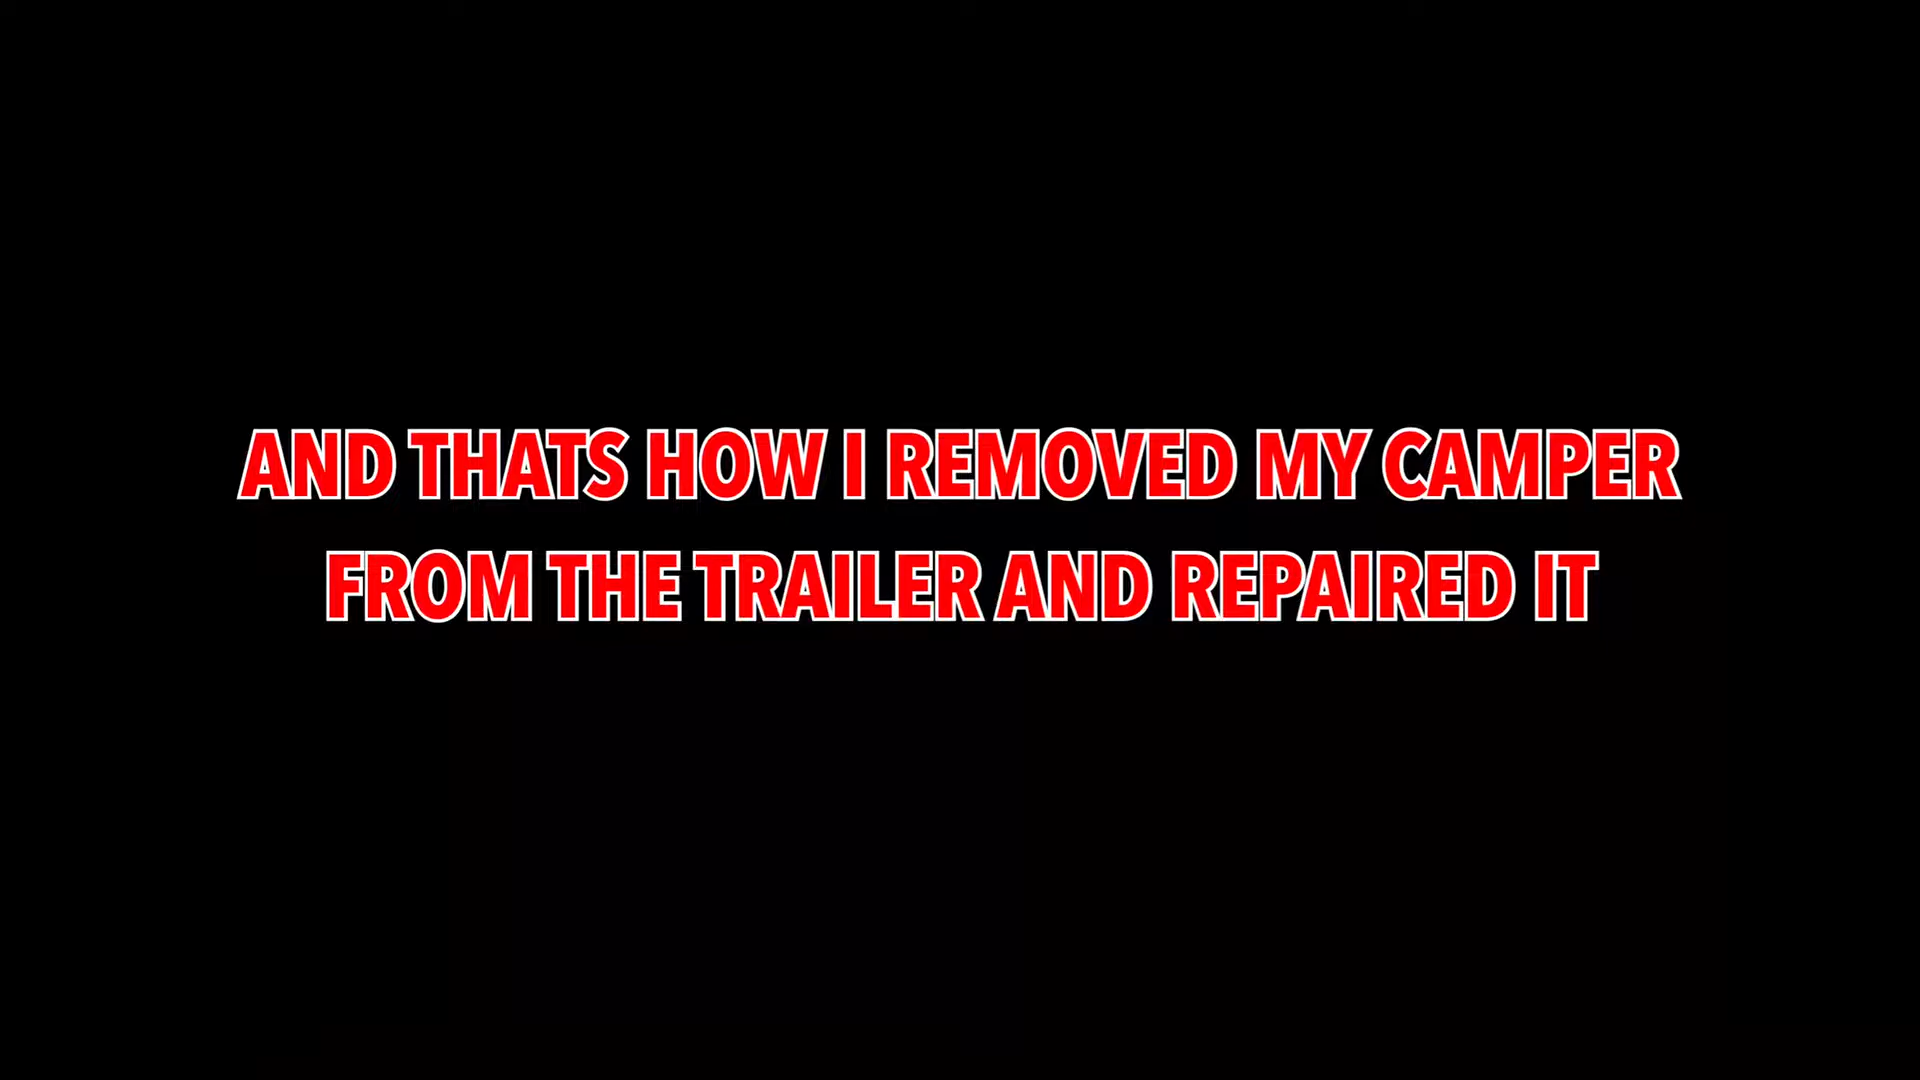 AND THATS HOW I REMOVED MY CAMPER
FROM THE TRAILER AND REPAIRED IT